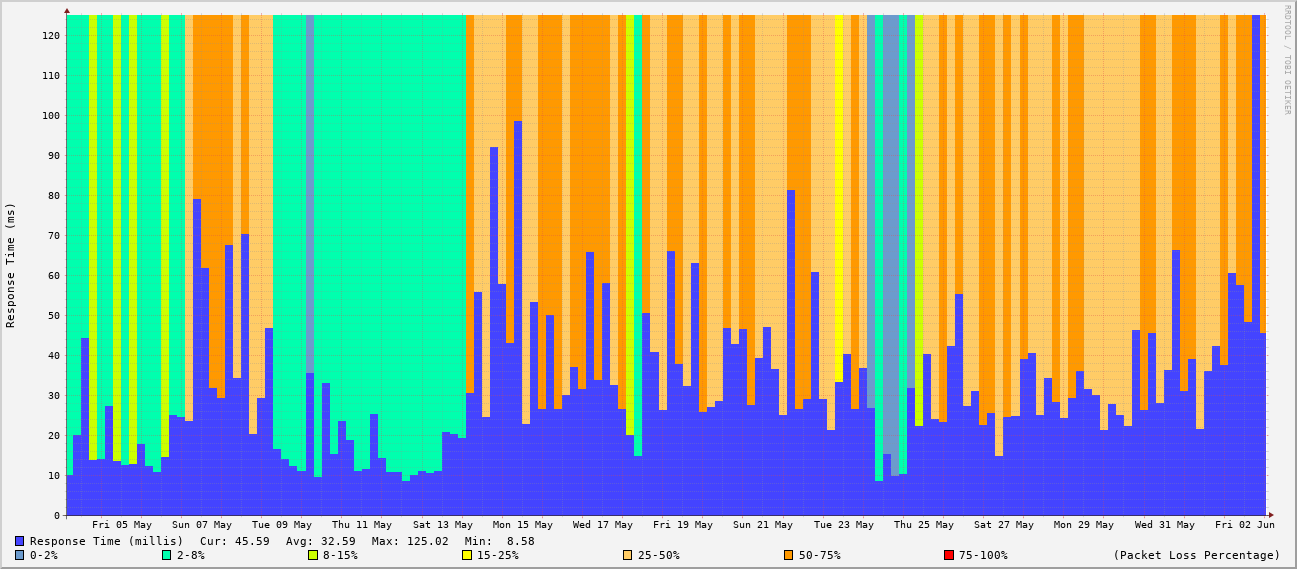 RRDTOOL / TOBI OETIKER
Response Time (ms)
120
110
100
90
80
70
60
50
40
30
20
10
0
Fri 05 May Sun 07 May Tue 09 May Thu 11 May Sat 13 May Mon 15 May Wed 17 May Fri 19 May Sun 21 May Tue 23 May Thu 25 May Sat 27 May Mon 29 May Wed 31 May Fri 02 Jun
Response Time (millis) Cur: 45.59 Avg: 32.59 Max: 125.02 Min: 8.58
0-2% 2-8% 8-15% 15-25% 25-50% 50-75% 75-100% (Packet Loss Percentage)